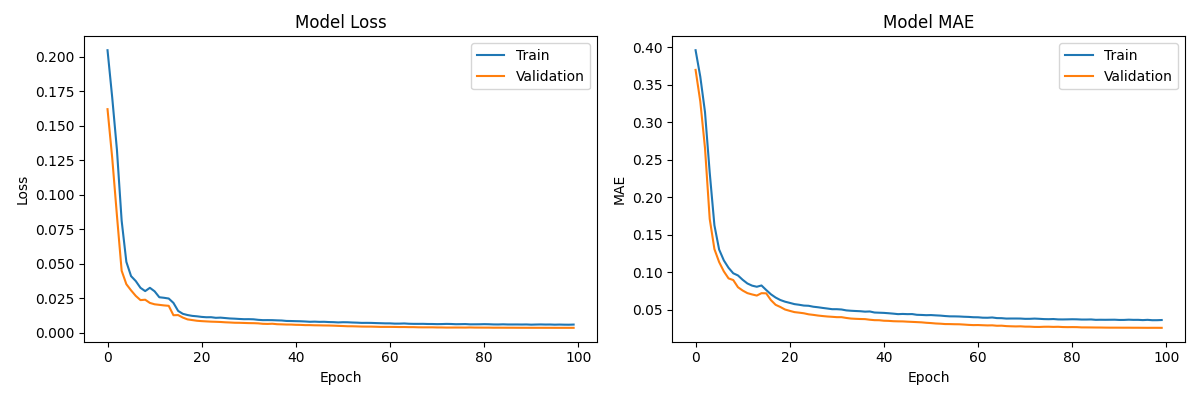 Model Loss
Train
Validation
0.200
0.175
0.150
0.125
0.100
0.075
0.050
0.025
0.000
Loss
0 20 40 60 80 100
Epoch
Model MAE
Train
Validation
0.40
0.35
0.30
0.25
0.20
0.15
0.10
0.05
MAE
0 20 40 60 80 100
Epoch